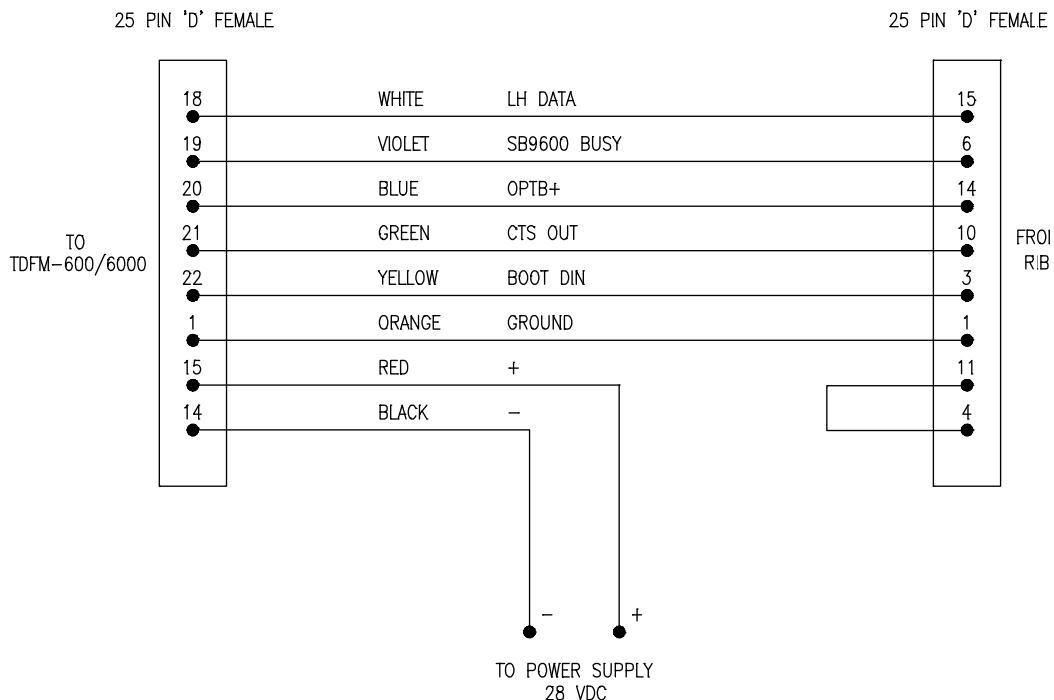 25 PIN 'D' FEMALE 25 PIN 'D' FEMALE
18 WHITE LH DATA 15
19 VIOLET SB9600 BUSY 6
20 BLUE OPTB+ 14
21 GREEN CTS OUT 10
TO
TDFM-600/6000
RIB
22 YELLOW BOOT DIN 3
1 ORANGE GROUND 1
15 RED + 11
14 BLACK - 4
- +
TO POWER SUPPLY
28 VDC